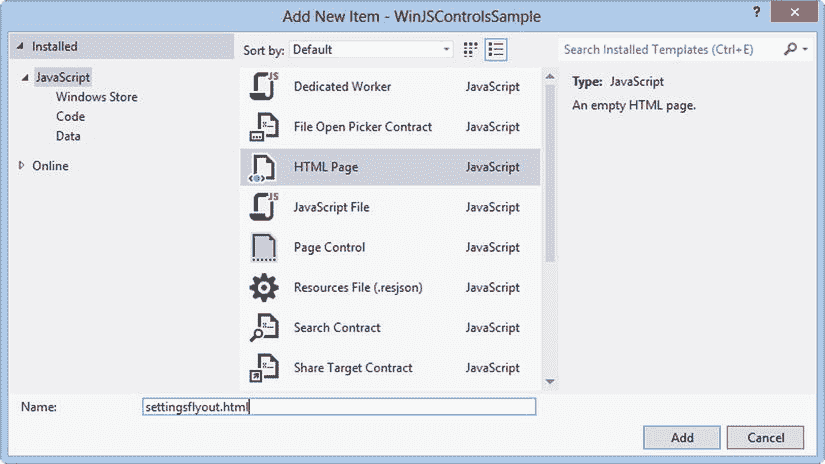 Add New Item - WinJSControlsSample
?
Installed
Sort by: Default
Search Installed Templates (Ctrl+E)
JavaScript
Windows Store
Code
Data
Online
Dedicated Worker JavaScript
File Open Picker Contract JavaScript
HTML Page JavaScript
JavaScript File JavaScript
Page Control JavaScript
Resources File (.resjson) JavaScript
Search Contract JavaScript
Share Target Contract JavaScript
Type: JavaScript
An empty HTML page.
Name: settingsflyout.html
Add Cancel